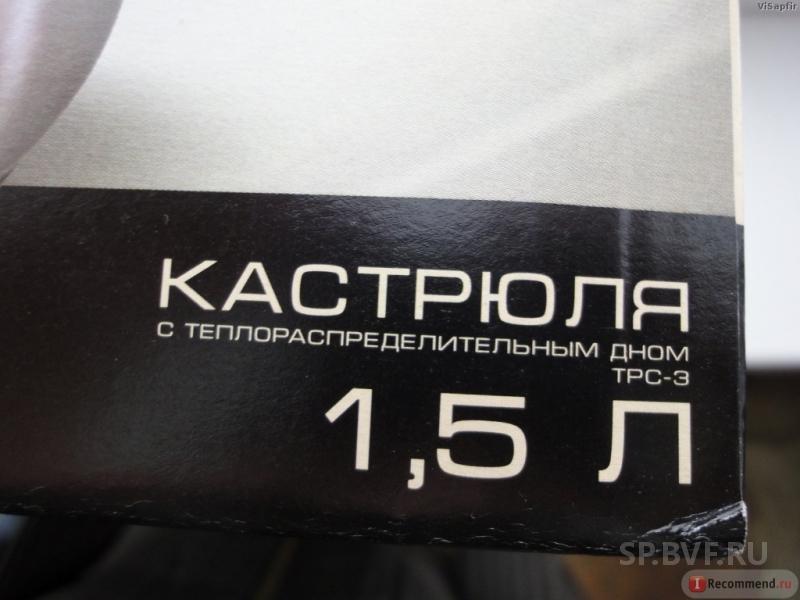 ViSapfir
КАСТРЮЛЯ
С ТЕПЛОРАСПРЕДЕЛИТЕЛЬНЫМ ДНОМ
ТРС-3
1,5 Л
SP.BVF.RU
I Recommend.ru